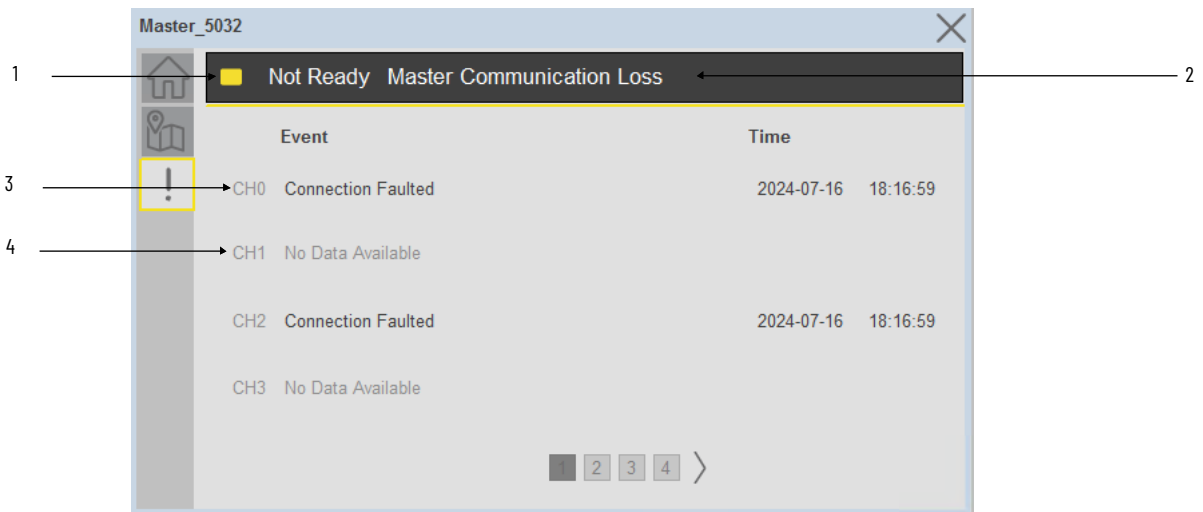 Master_5032
1
Not Ready Master Communication Loss
2
Event Time
3
CH0 Connection Faulted 2024-07-16 18:16:59
4
CH1 No Data Available
CH2 Connection Faulted 2024-07-16 18:16:59
CH3 No Data Available
1 2 3 4